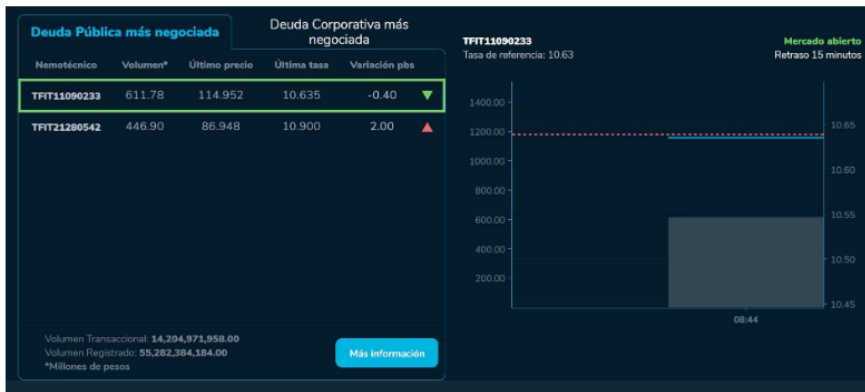 Deuda Pública más negociada
Deuda Corporativa más
negociada
Nemotécnico Volumen* Último precio Última tasa Variación pbs
TFIT11090233 611.78 114.952 10.635 -0.40
TFIT21280542 446.90 86.948 10.900 2.00
Volumen Transaccional: 14,204,971,958.00
Volumen Registrado: 55,282,384,184.00
*Millones de pesos
Más información
TFIT11090233
Mercado abierto
Tasa de referencia: 10.63
Retraso 15 minutos
1400.00
1200.00
1000.00
800.00
600.00
400.00
200.00
10.65
10.60
10.55
10.50
10.45
08:44